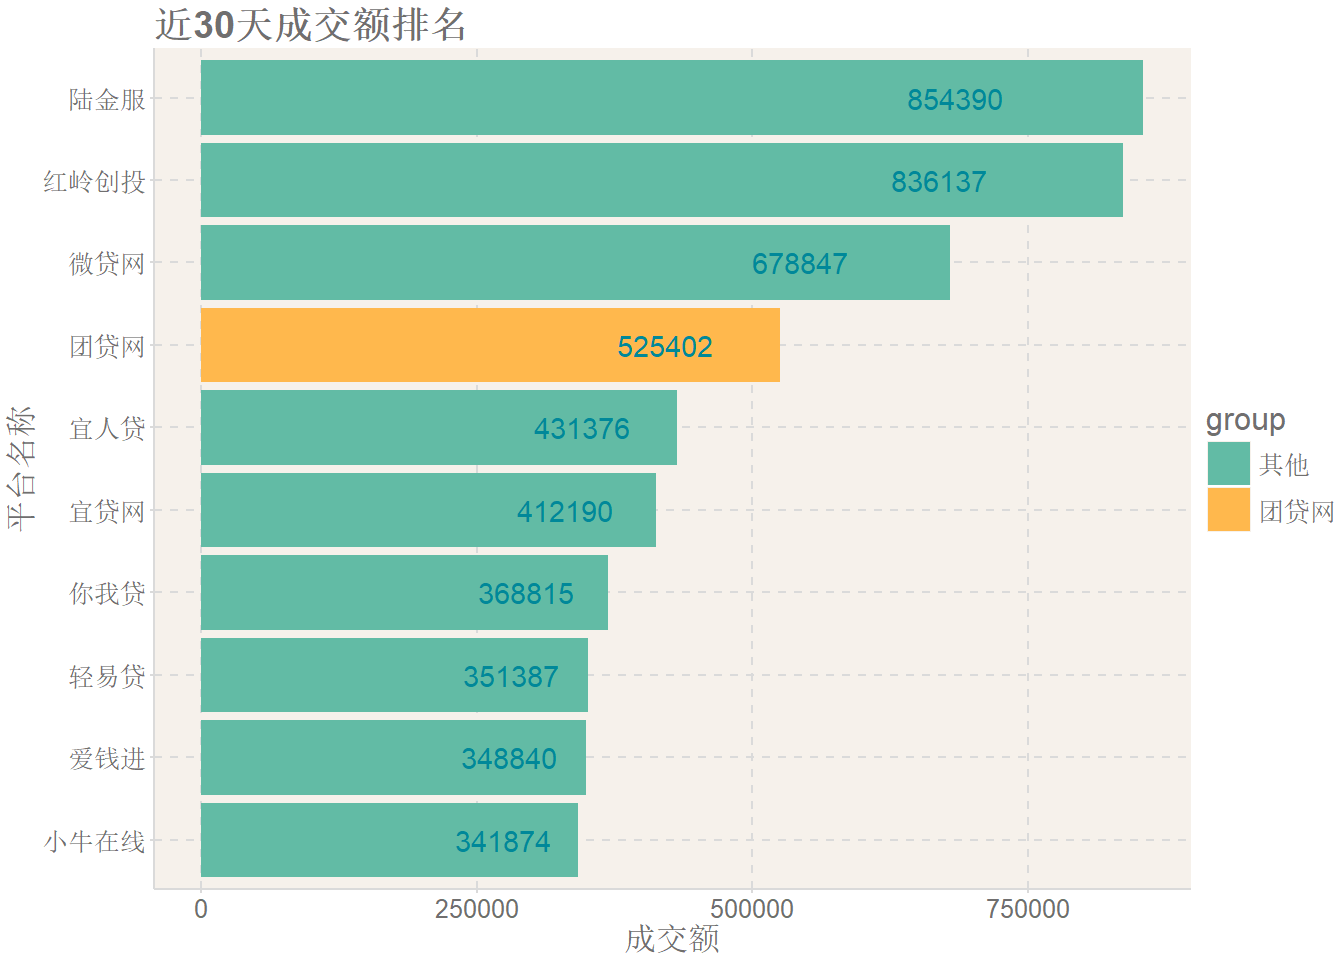 近30天成交额排名
平台名称
陆金服
854390
红岭创投
836137
微贷网
678847
团贷网
525402
宜人贷
431376
宜贷网
412190
你我贷
368815
轻易贷
351387
爱钱进
348840
小牛在线
341874
0 250000 500000 750000
成交额
group
其他
团贷网